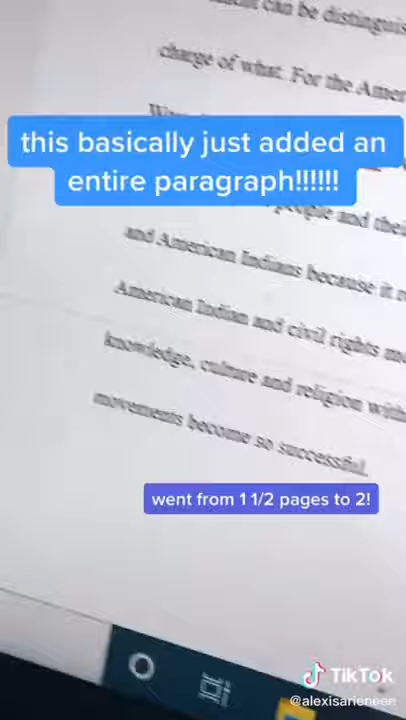 can be distinguis
charge of what. For the Amer
this basically just added an
entire paragraph!!!!!!
people and thei
and American Indians because it r
American Indian and civil rights mo
knowledge, culture and religion with
movements become so successful.
went from 1 1/2 pages to 2!
TikTok
@alexisarieneee